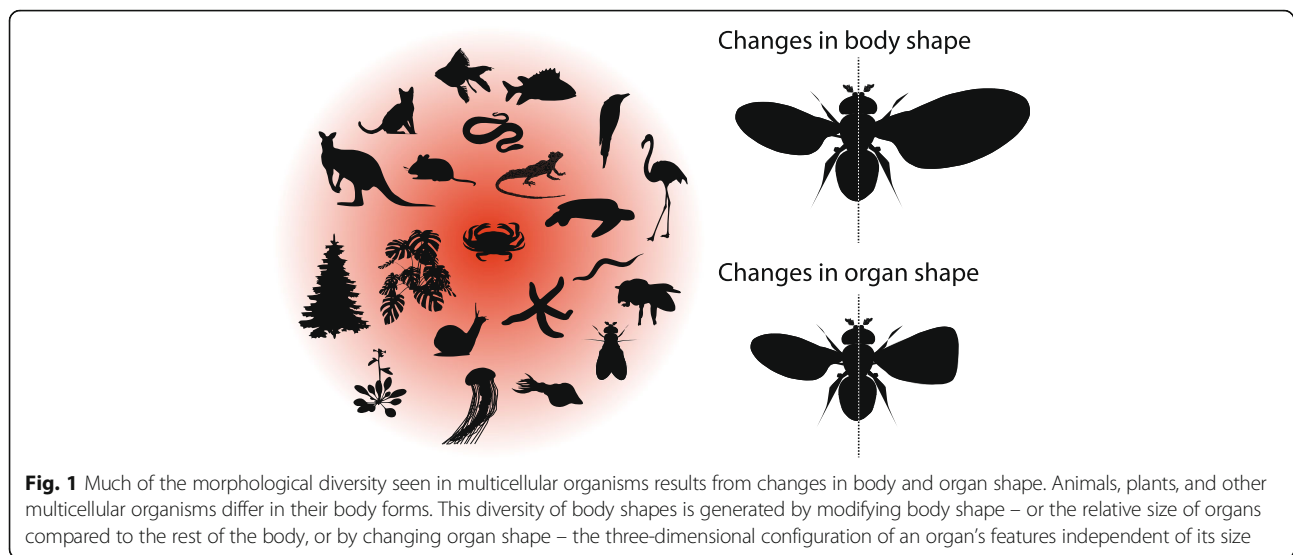 Changes in body shape
Changes in organ shape
Fig. 1 Much of the morphological diversity seen in multicellular organisms results from changes in body and organ shape. Animals, plants, and other
multicellular organisms differ in their body forms. This diversity of body shapes is generated by modifying body shape – or the relative size of organs
compared to the rest of the body, or by changing organ shape – the three-dimensional configuration of an organ's features independent of its size